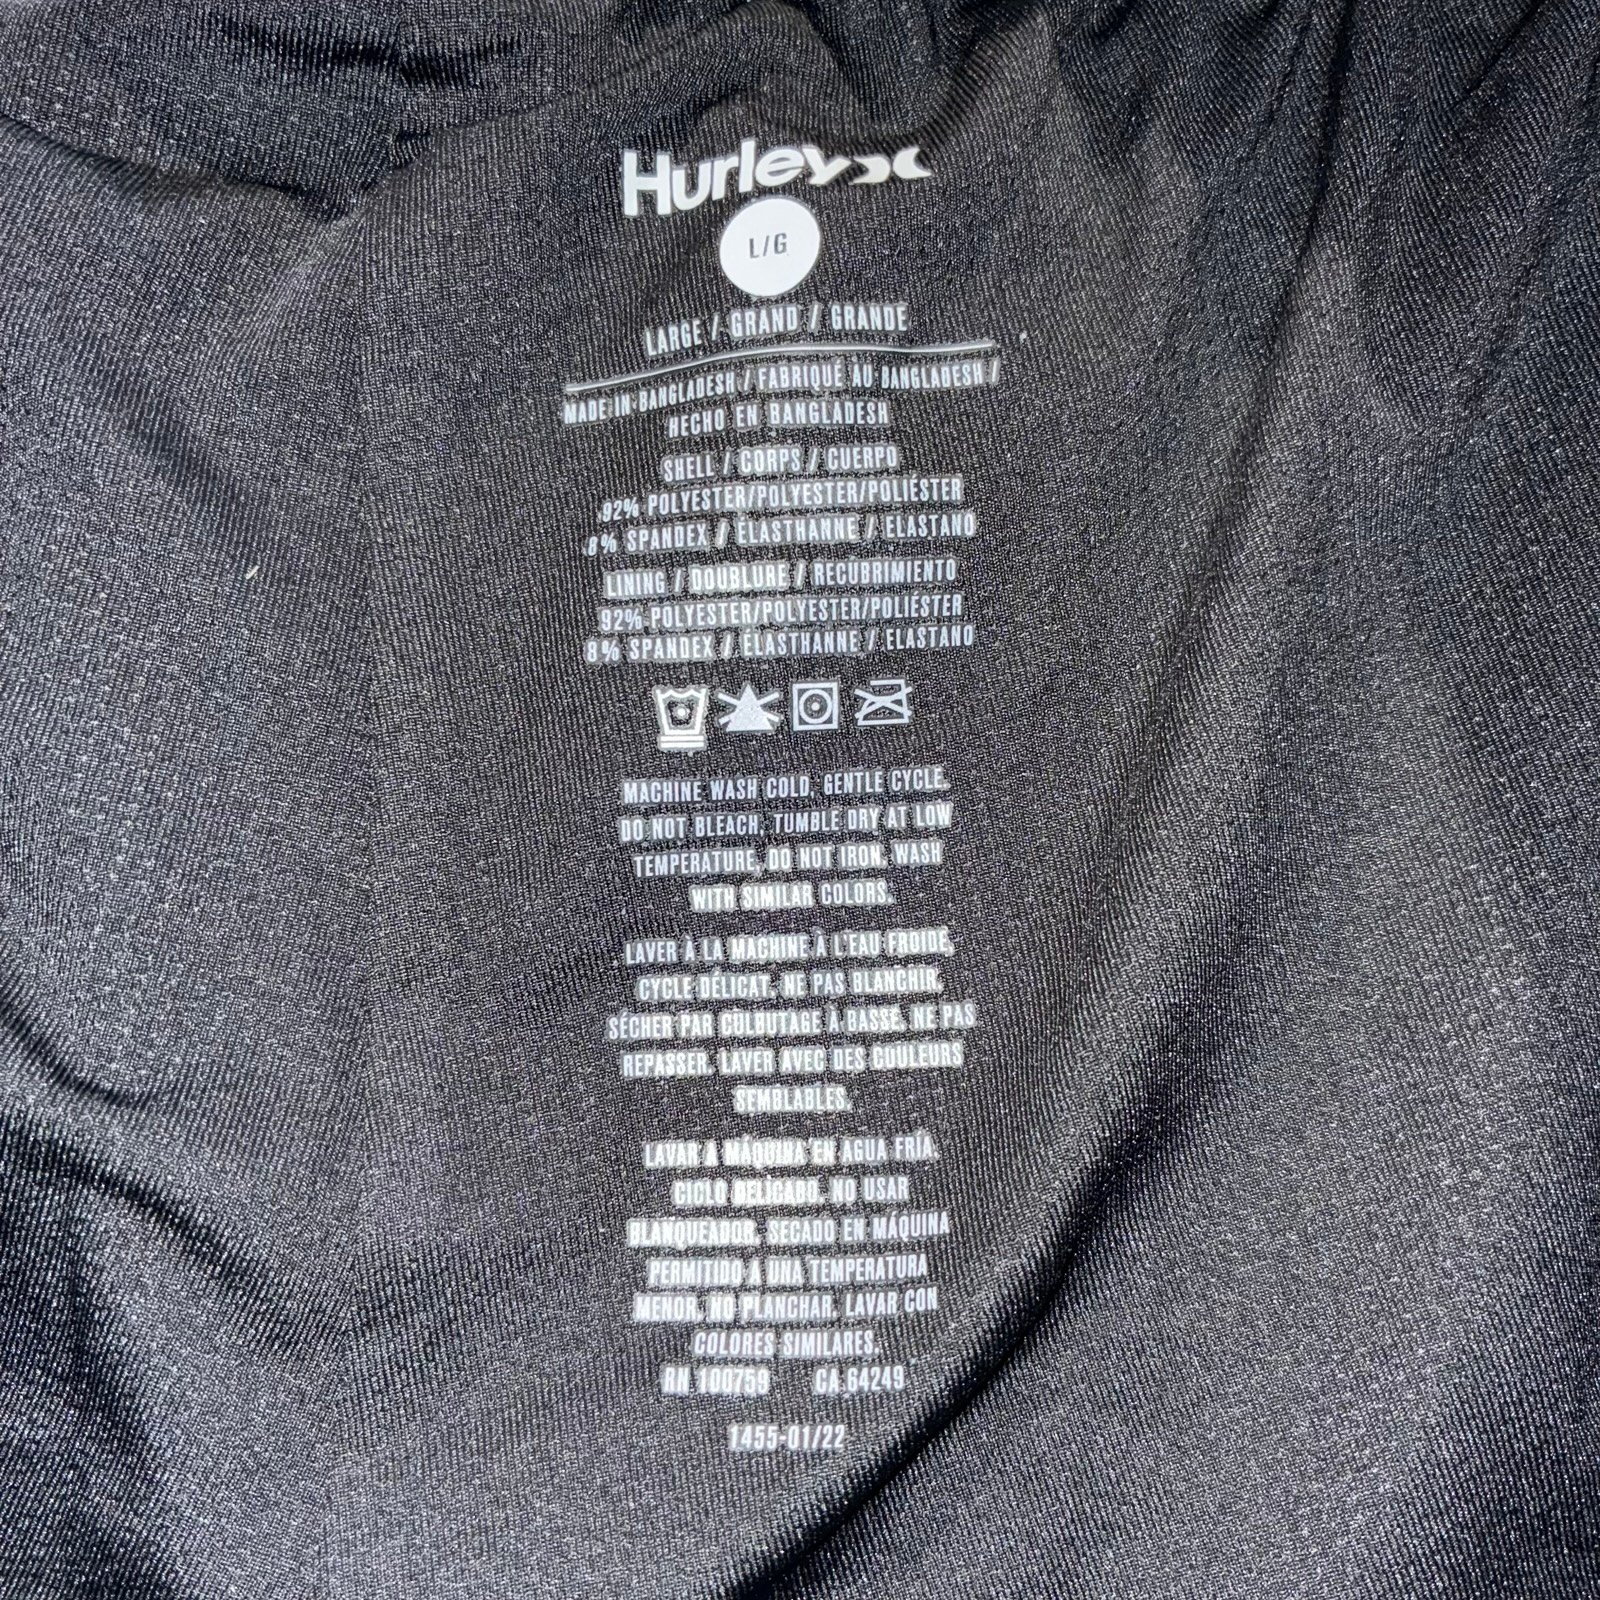 Hurley
L/G
LARGE / GRAND / GRANDE
MADE IN BANGLADESH / FABRIQUÉ AU BANGLADESH /
HECHO EN BANGLADESH
SHELL / CORPS / CUERPO
92% POLYESTER/POLYESTER/POLIÉSTER
8% SPANDEX / ÉLASTHANNE / ELASTANO
LINING / DOUBLURE / RECUBRIMIENTO
92% POLYESTER/POLYESTER/POLIÉSTER
8% SPANDEX / ÉLASTHANNE / ELASTANO
MACHINE WASH COLD, GENTLE CYCLE.
DO NOT BLEACH, TUMBLE DRY AT LOW
TEMPERATURE, DO NOT IRON. WASH
WITH SIMILAR COLORS.
LAVER À LA MACHINE À L'EAU FROIDE,
CYCLE DÉLICAT. NE PAS BLANCHIR.
SÉCHER PAR CULBUTAGE À BASSE. NE PAS
REPASSER. LAVER AVEC DES COULEURS
SEMBLABLES.
LAVAR A MÁQUINA EN AGUA FRÍA.
CICLO DELICADO. NO USAR
BLANQUEADOR. SECADO EN MÁQUINA
PERMITIDO A UNA TEMPERATURA
MENOR. NO PLANCHAR. LAVAR CON
COLORES SIMILARES.
RN 100759 CA 64249
1455-01/22